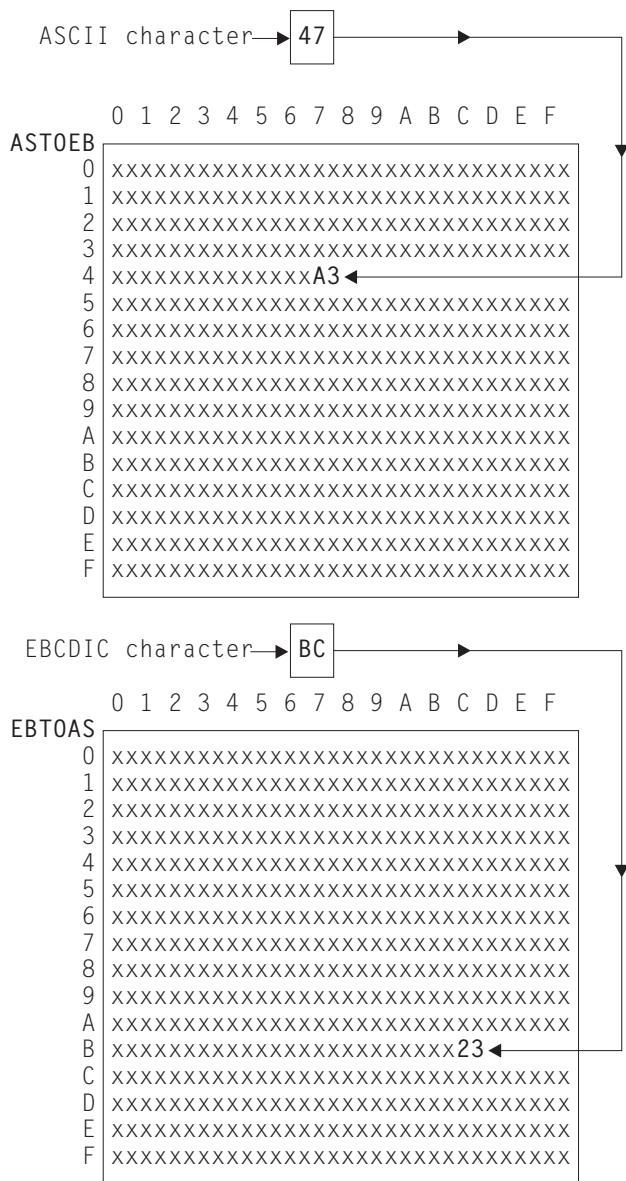 ASCII character 47
0 1 2 3 4 5 6 7 8 9 A B C D E F
ASTOEB
0 xxxxxxxxxxxxxxxxxxxxxxxxxxxxxxxx
1 xxxxxxxxxxxxxxxxxxxxxxxxxxxxxxxx
2 xxxxxxxxxxxxxxxxxxxxxxxxxxxxxxxx
3 xxxxxxxxxxxxxxxxxxxxxxxxxxxxxxxx
4 xxxxxxxxxxxxxxA3
5 xxxxxxxxxxxxxxxxxxxxxxxxxxxxxxxx
6 xxxxxxxxxxxxxxxxxxxxxxxxxxxxxxxx
7 xxxxxxxxxxxxxxxxxxxxxxxxxxxxxxxx
8 xxxxxxxxxxxxxxxxxxxxxxxxxxxxxxxx
9 xxxxxxxxxxxxxxxxxxxxxxxxxxxxxxxx
A xxxxxxxxxxxxxxxxxxxxxxxxxxxxxxxx
B xxxxxxxxxxxxxxxxxxxxxxxxxxxxxxxx
C xxxxxxxxxxxxxxxxxxxxxxxxxxxxxxxx
D xxxxxxxxxxxxxxxxxxxxxxxxxxxxxxxx
E xxxxxxxxxxxxxxxxxxxxxxxxxxxxxxxx
F xxxxxxxxxxxxxxxxxxxxxxxxxxxxxxxx
EBCDIC character BC
0 1 2 3 4 5 6 7 8 9 A B C D E F
EBTOAS
0 xxxxxxxxxxxxxxxxxxxxxxxxxxxxxxxx
1 xxxxxxxxxxxxxxxxxxxxxxxxxxxxxxxx
2 xxxxxxxxxxxxxxxxxxxxxxxxxxxxxxxx
3 xxxxxxxxxxxxxxxxxxxxxxxxxxxxxxxx
4 xxxxxxxxxxxxxxxxxxxxxxxxxxxxxxxx
5 xxxxxxxxxxxxxxxxxxxxxxxxxxxxxxxx
6 xxxxxxxxxxxxxxxxxxxxxxxxxxxxxxxx
7 xxxxxxxxxxxxxxxxxxxxxxxxxxxxxxxx
8 xxxxxxxxxxxxxxxxxxxxxxxxxxxxxxxx
9 xxxxxxxxxxxxxxxxxxxxxxxxxxxxxxxx
A xxxxxxxxxxxxxxxxxxxxxxxxxxxxxxxx
B xxxxxxxxxxxxxxxxxxxxxxxx23
C xxxxxxxxxxxxxxxxxxxxxxxxxxxxxxxx
D xxxxxxxxxxxxxxxxxxxxxxxxxxxxxxxx
E xxxxxxxxxxxxxxxxxxxxxxxxxxxxxxxx
F xxxxxxxxxxxxxxxxxxxxxxxxxxxxxxxx